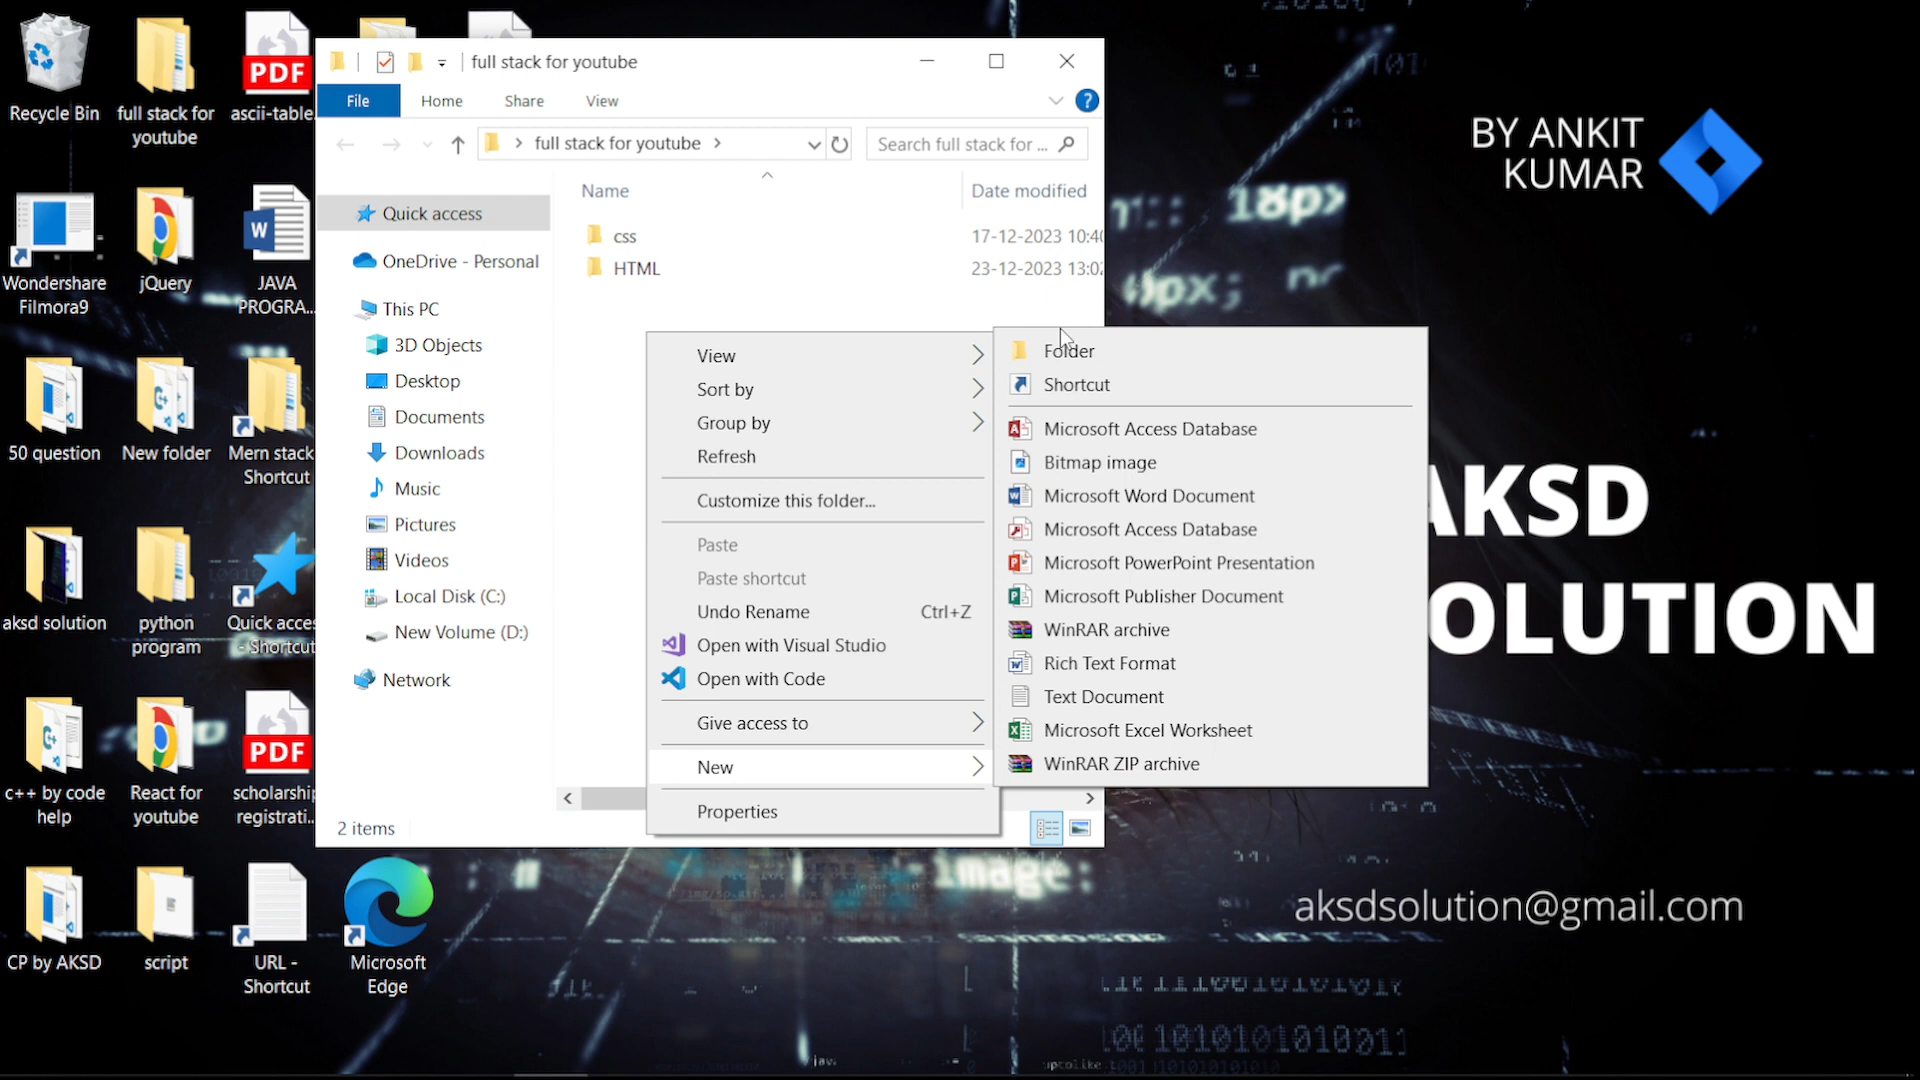 Recycle Bin
full stack for
youtube
ascii-table.
Wondershare
Filmora9
jQuery
JAVA
PROGRA...
50 question
New folder
Mern stack
Shortcut
aksd solution
python
program
Quick acces
- Shortcut
c++ by code
help
React for
youtube
scholarship
registrati..
CP by AKSD
script
URL -
Shortcut
Microsoft
Edge
PDF
PDF
full stack for youtube
File
Home
Share
View
full stack for youtube
Search full stack for ...
Name
Date modified
css
17-12-2023 10:40
HTML
23-12-2023 13:02
Quick access
OneDrive - Personal
This PC
3D Objects
Desktop
Documents
Downloads
Music
Pictures
Videos
Local Disk (C:)
New Volume (D:)
Network
2 items
View
Sort by
Group by
Refresh
Customize this folder...
Paste
Paste shortcut
Undo Rename Ctrl+Z
Open with Visual Studio
Open with Code
Give access to
New
Properties
Folder
Shortcut
Microsoft Access Database
Bitmap image
Microsoft Word Document
Microsoft Access Database
Microsoft PowerPoint Presentation
Microsoft Publisher Document
WinRAR archive
Rich Text Format
Text Document
Microsoft Excel Worksheet
WinRAR ZIP archive
BY ANKIT
KUMAR
18px>
px;
AKSD
OLUTION
image:
aksdsolution@gmail.com